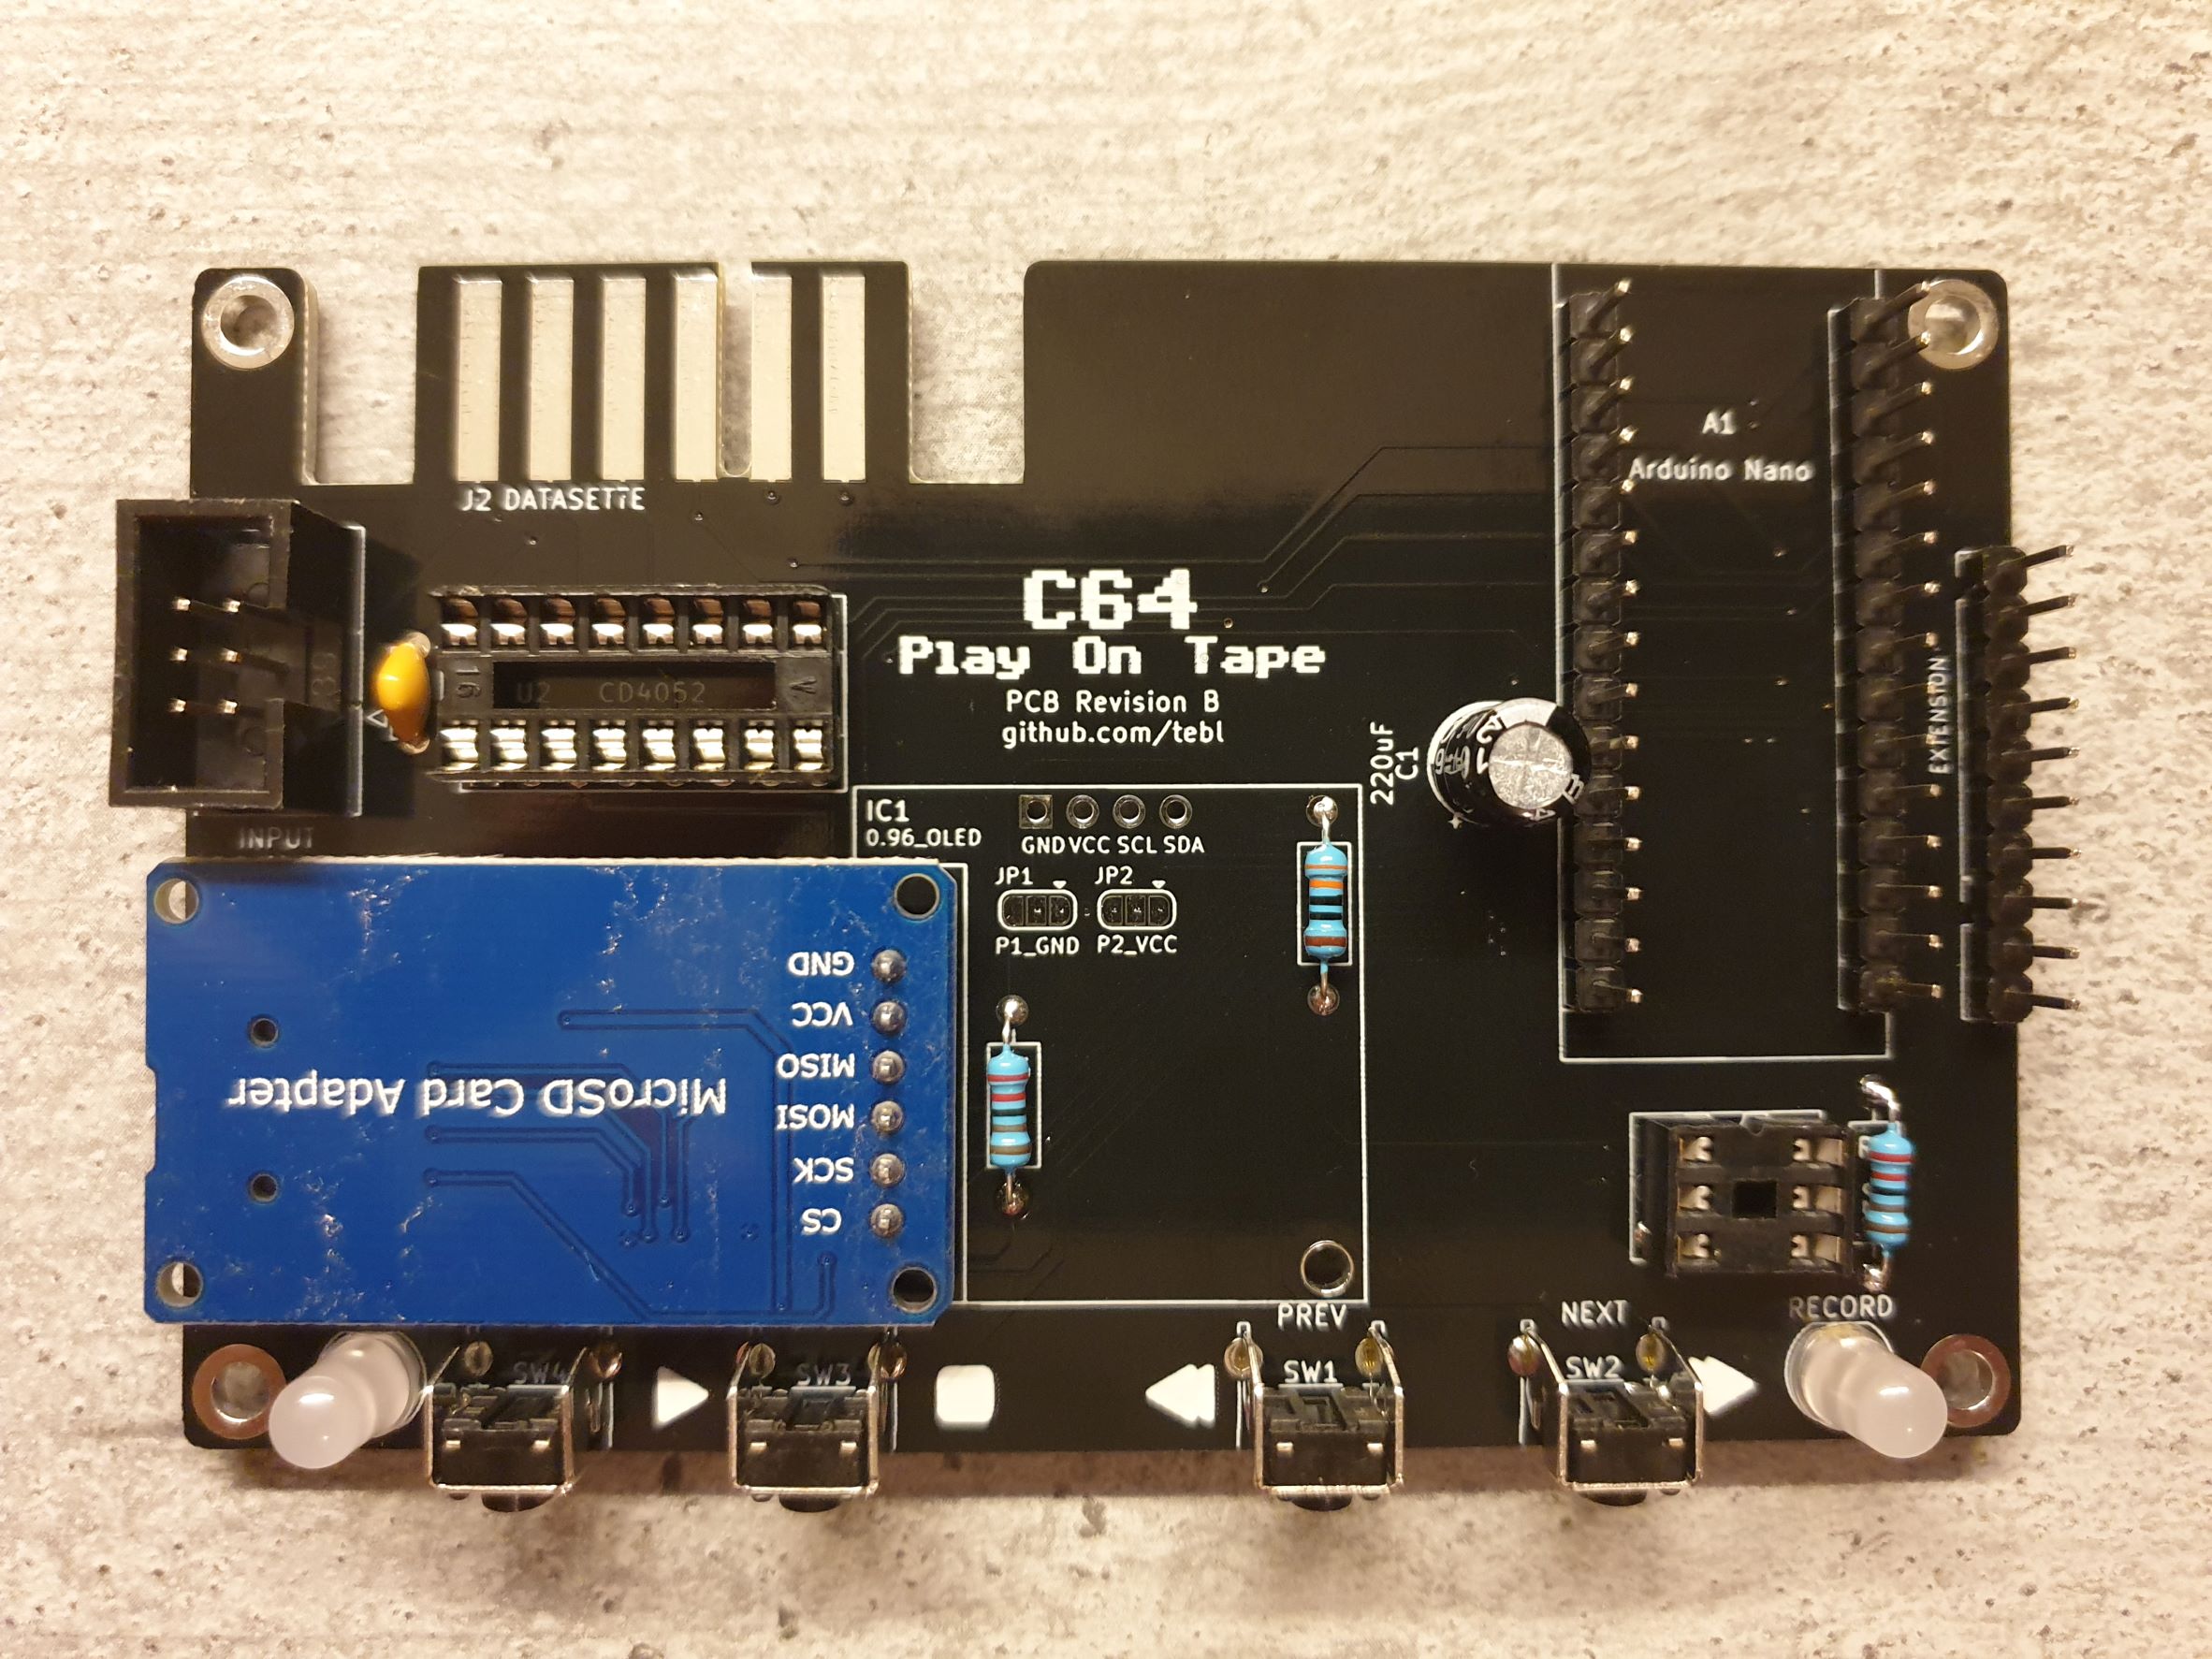 J2 DATASETTE
A1
Arduino Nano
C64
Play On Tape
PCB Revision B
github.com/tebl
U2 CD4052
16
EXTENSION
220uF
C1
INPUT
IC1
0.96_OLED
GND VCC SCL SDA
JP1 JP2
P1_GND P2_VCC
GND
VCC
MISO
MOSI
SCK
CS
MicroSD Card Adapter
PREV
NEXT
RECORD
SW4
SW3
SW1
SW2